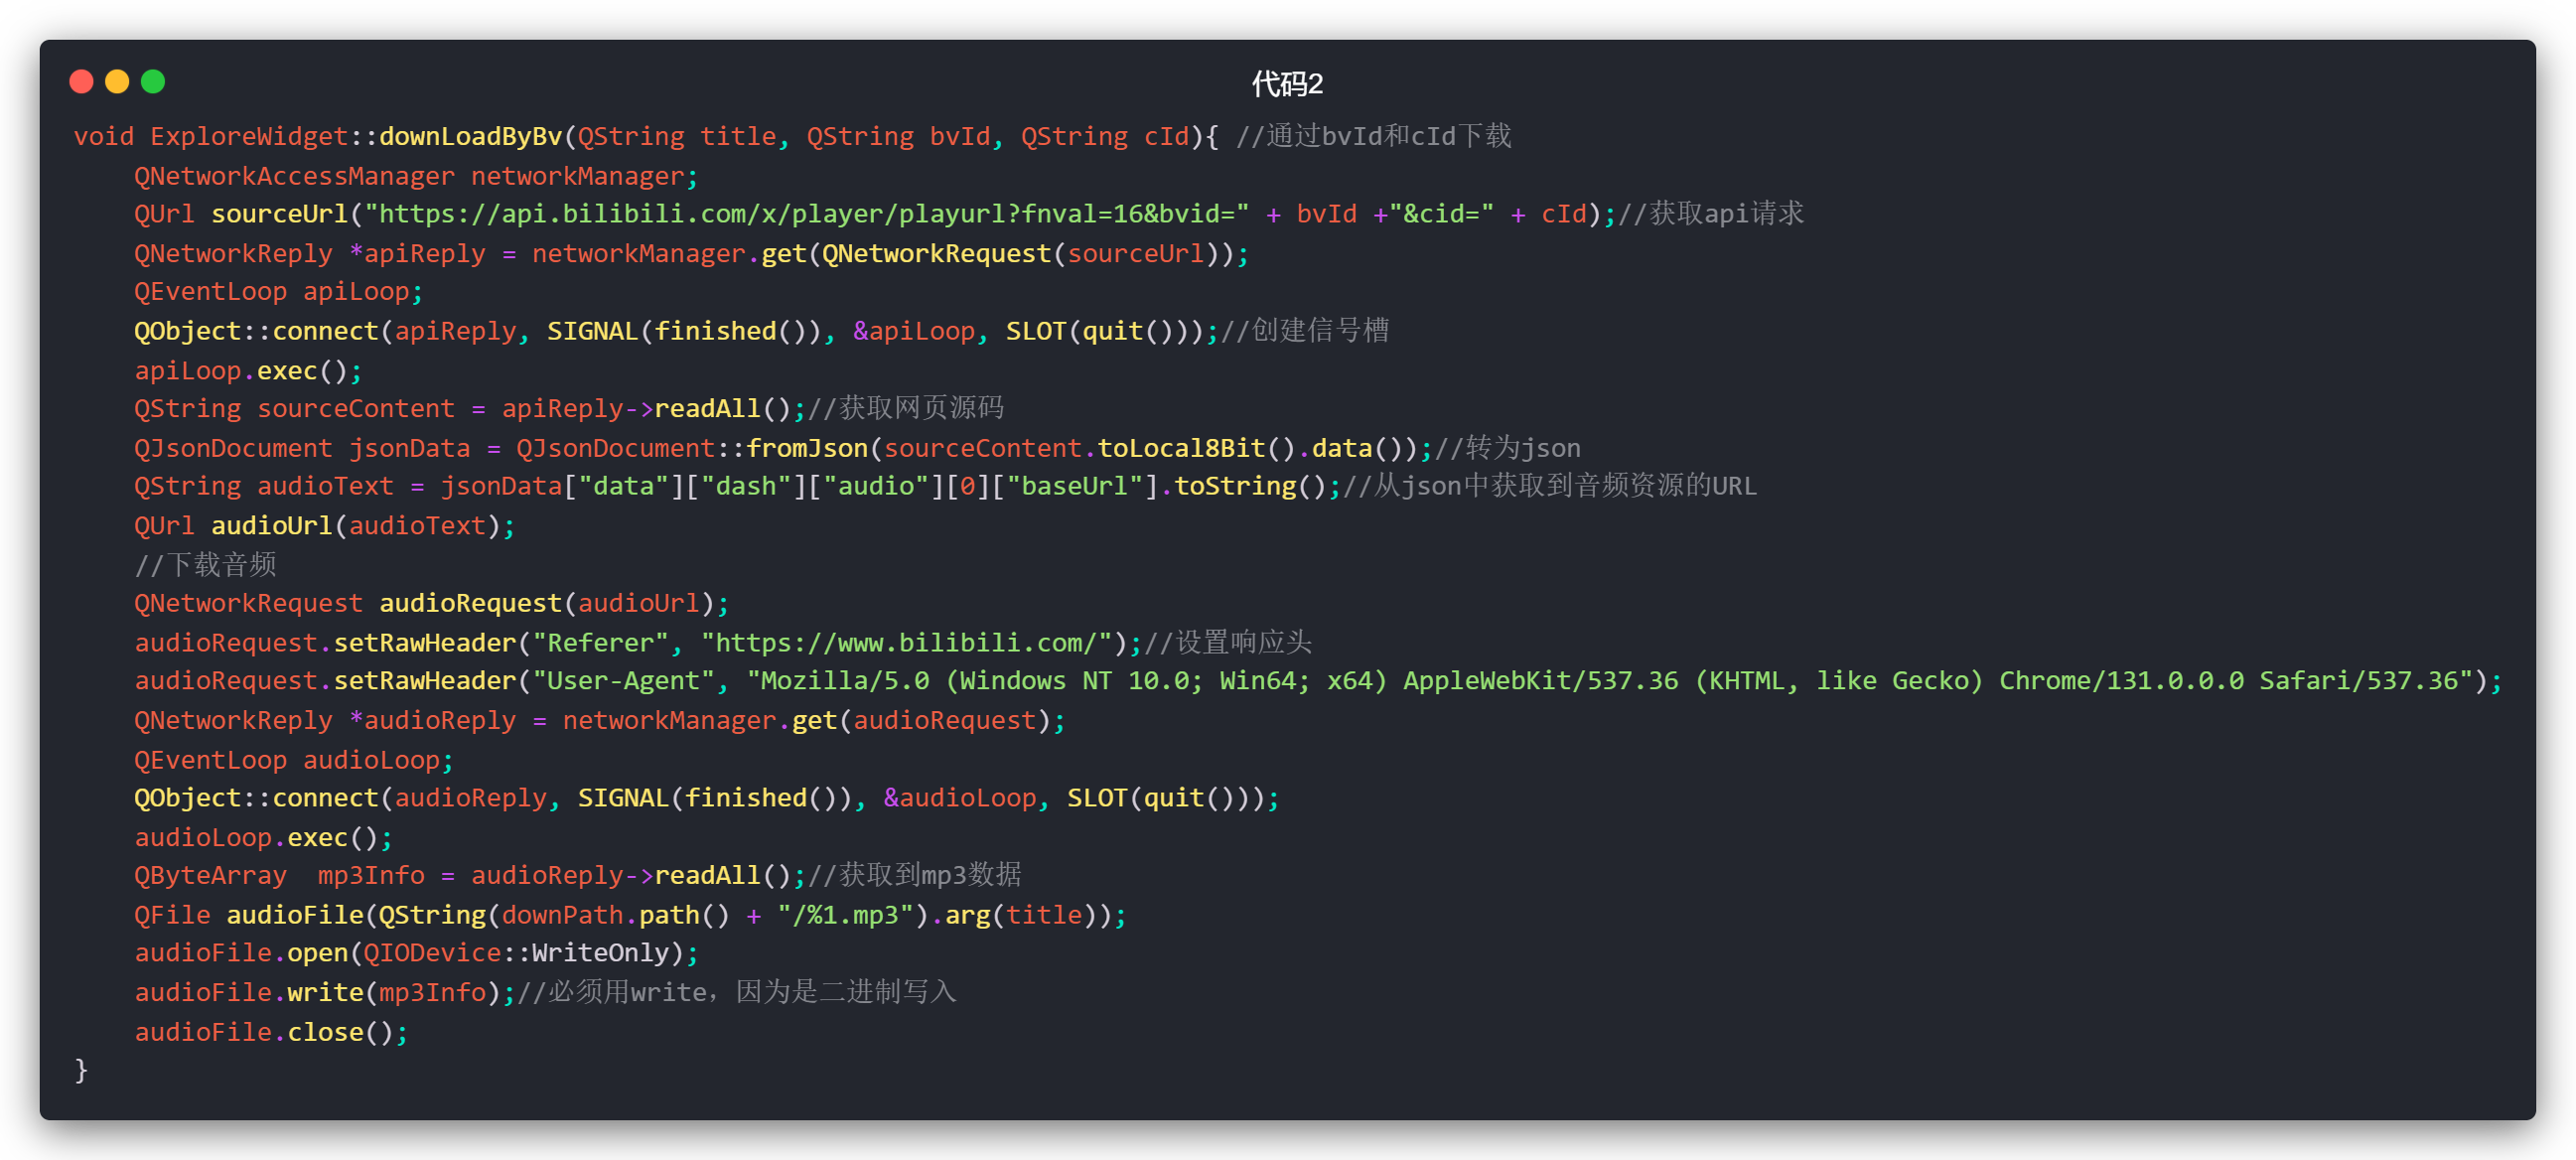 代码2
void ExploreWidget::downLoadByBv(QString title, QString bvId, QString cId){ //通过bvId和cId下载
    QNetworkAccessManager networkManager;
    QUrl sourceUrl("https://api.bilibili.com/x/player/playurl?fnval=16&bvid=" + bvId +"&cid=" + cId);//获取api请求
    QNetworkReply *apiReply = networkManager.get(QNetworkRequest(sourceUrl));
    QEventLoop apiLoop;
    QObject::connect(apiReply, SIGNAL(finished()), &apiLoop, SLOT(quit()));//创建信号槽
    apiLoop.exec();
    QString sourceContent = apiReply->readAll();//获取网页源码
    QJsonDocument jsonData = QJsonDocument::fromJson(sourceContent.toLocal8Bit().data());//转为json
    QString audioText = jsonData["data"]["dash"]["audio"][0]["baseUrl"].toString();//从json中获取到音频资源的URL
    QUrl audioUrl(audioText);
    //下载音频
    QNetworkRequest audioRequest(audioUrl);
    audioRequest.setRawHeader("Referer", "https://www.bilibili.com/");//设置响应头
    audioRequest.setRawHeader("User-Agent", "Mozilla/5.0 (Windows NT 10.0; Win64; x64) AppleWebKit/537.36 (KHTML, like Gecko) Chrome/131.0.0.0 Safari/537.36");
    QNetworkReply *audioReply = networkManager.get(audioRequest);
    QEventLoop audioLoop;
    QObject::connect(audioReply, SIGNAL(finished()), &audioLoop, SLOT(quit()));
    audioLoop.exec();
    QByteArray  mp3Info = audioReply->readAll();//获取到mp3数据
    QFile audioFile(QString(downPath.path() + "/%1.mp3").arg(title));
    audioFile.open(QIODevice::WriteOnly);
    audioFile.write(mp3Info);//必须用write，因为是二进制写入
    audioFile.close();
}